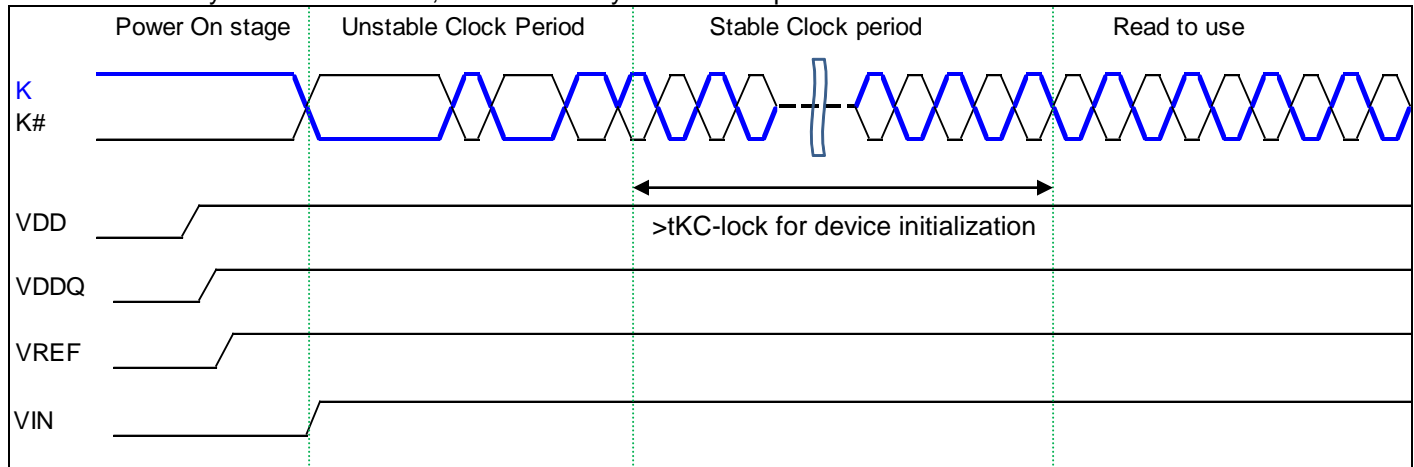 Power On stage Unstable Clock Period Stable Clock period Read to use
K
K#
>tKC-lock for device initialization
VDD
VDDQ
VREF
VIN